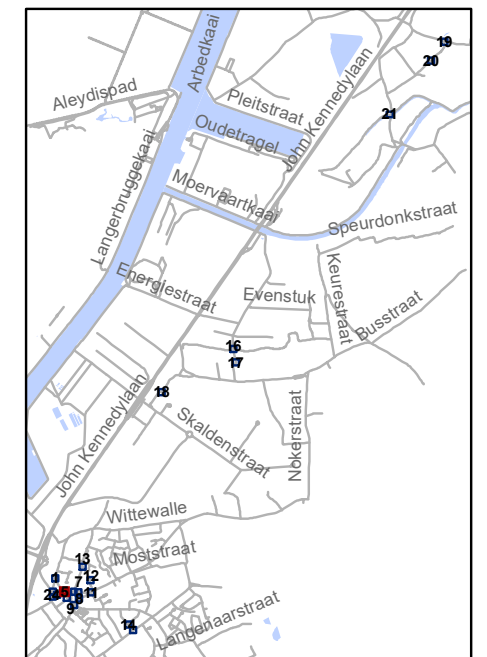 19
20
21
Arbedkaai
Aleydispad
Pleitstraat
Oudetragel
John Kennedylaan
Langerbruggekaai
Moervaartkaai
Speurdonkstraat
Energiestraat
Evenstuk
Keurestraat
Busstraat
16
17
18
John Kennedylaan
Skaldenstraat
Nokerstraat
Wittewalle
Moststraat
13
12
7
11
8
9
14
Langenaarstraat